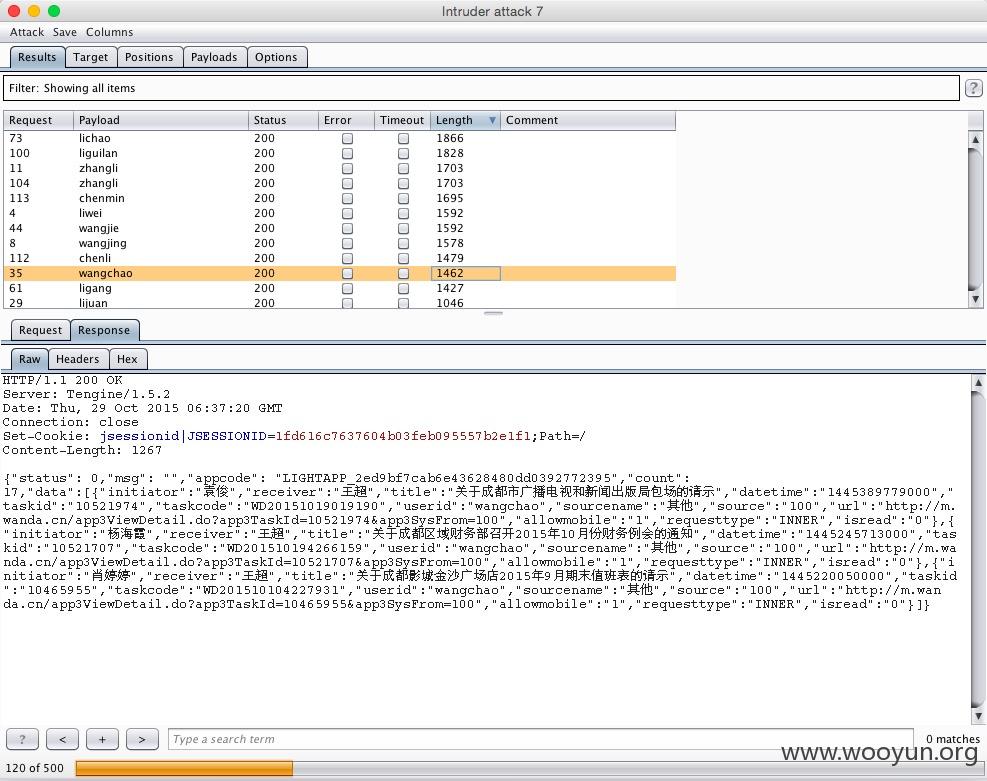 Intruder attack 7
Attack Save Columns
Results Target Positions Payloads Options
Filter: Showing all items ?
Request Payload Status Error Timeout Length Comment
73 lichao 200 1866
100 liguilan 200 1828
11 zhangli 200 1703
104 zhangli 200 1703
113 chenmin 200 1695
4 liwei 200 1592
44 wangjie 200 1592
8 wangjing 200 1578
112 chenli 200 1479
35 wangchao 200 1462
61 ligang 200 1427
29 lijuan 200 1046
Request Response
Raw Headers Hex
HTTP/1.1 200 OK
Server: Tengine/1.5.2
Date: Thu, 29 Oct 2015 06:37:20 GMT
Connection: close
Set-Cookie: jsessionid|JSESSIONID=1fd616c7637604b03feb095557b2e1f1;Path=/
Content-Length: 1267
{"status": 0,"msg": "","appcode": "LIGHTAPP_2ed9bf7cab6e43628480dd0392772395","count":
17,"data":[{"initiator":"袁俊","receiver":"王超","title":"关于成都市广播电视和新闻出版局包场的请示","datetime":"1445389779000","
taskid":"10521974","taskcode":"WD20151019019190","userid":"wangchao","sourcename":"其他","source":"100","url":"http://m.
wanda.cn/app3ViewDetail.do?app3TaskId=10521974&app3SysFrom=100","allowmobile":"1","requesttype":"INNER","isread":"0"},{
"initiator":"杨海霞","receiver":"王超","title":"关于成都区域财务部召开2015年10月份财务例会的通知","datetime":"1445245713000","tas
kid":"10521707","taskcode":"WD201510194266159","userid":"wangchao","sourcename":"其他","source":"100","url":"http://m.wa
nda.cn/app3ViewDetail.do?app3TaskId=10521707&app3SysFrom=100","allowmobile":"1","requesttype":"INNER","isread":"0"},{"i
nitiator":"肖婷婷","receiver":"王超","title":"关于成都影城金沙广场店2015年9月期末值班表的请示","datetime":"1445220050000","taskid
":"10465955","taskcode":"WD201510104227931","userid":"wangchao","sourcename":"其他","source":"100","url":"http://m.wan
da.cn/app3ViewDetail.do?app3TaskId=10465955&app3SysFrom=100","allowmobile":"1","requesttype":"INNER","isread":"0"}]}
? < + > Type a search term 0 matches
www.wooyun.org
120 of 500